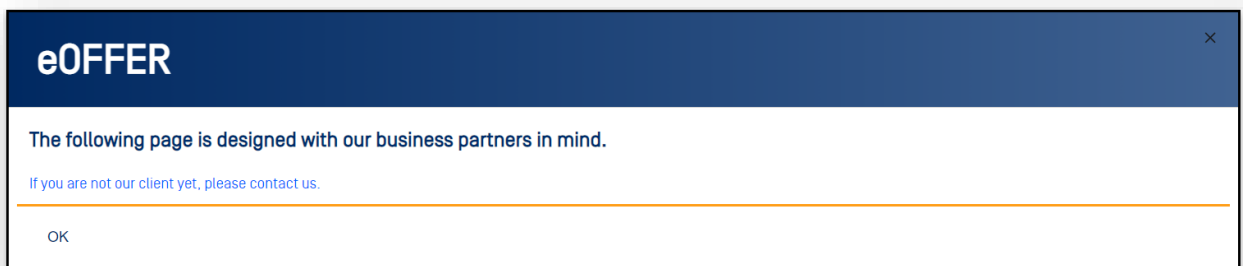 eOFFER
The following page is designed with our business partners in mind.
If you are not our client yet, please contact us.
OK